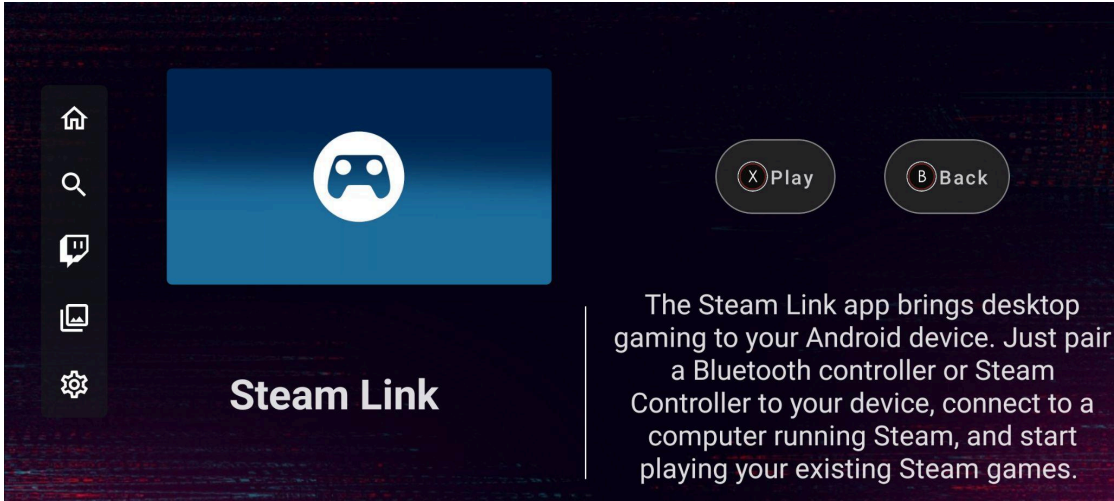 X Play
B Back
Steam Link
The Steam Link app brings desktop
gaming to your Android device. Just pair
a Bluetooth controller or Steam
Controller to your device, connect to a
computer running Steam, and start
playing your existing Steam games.